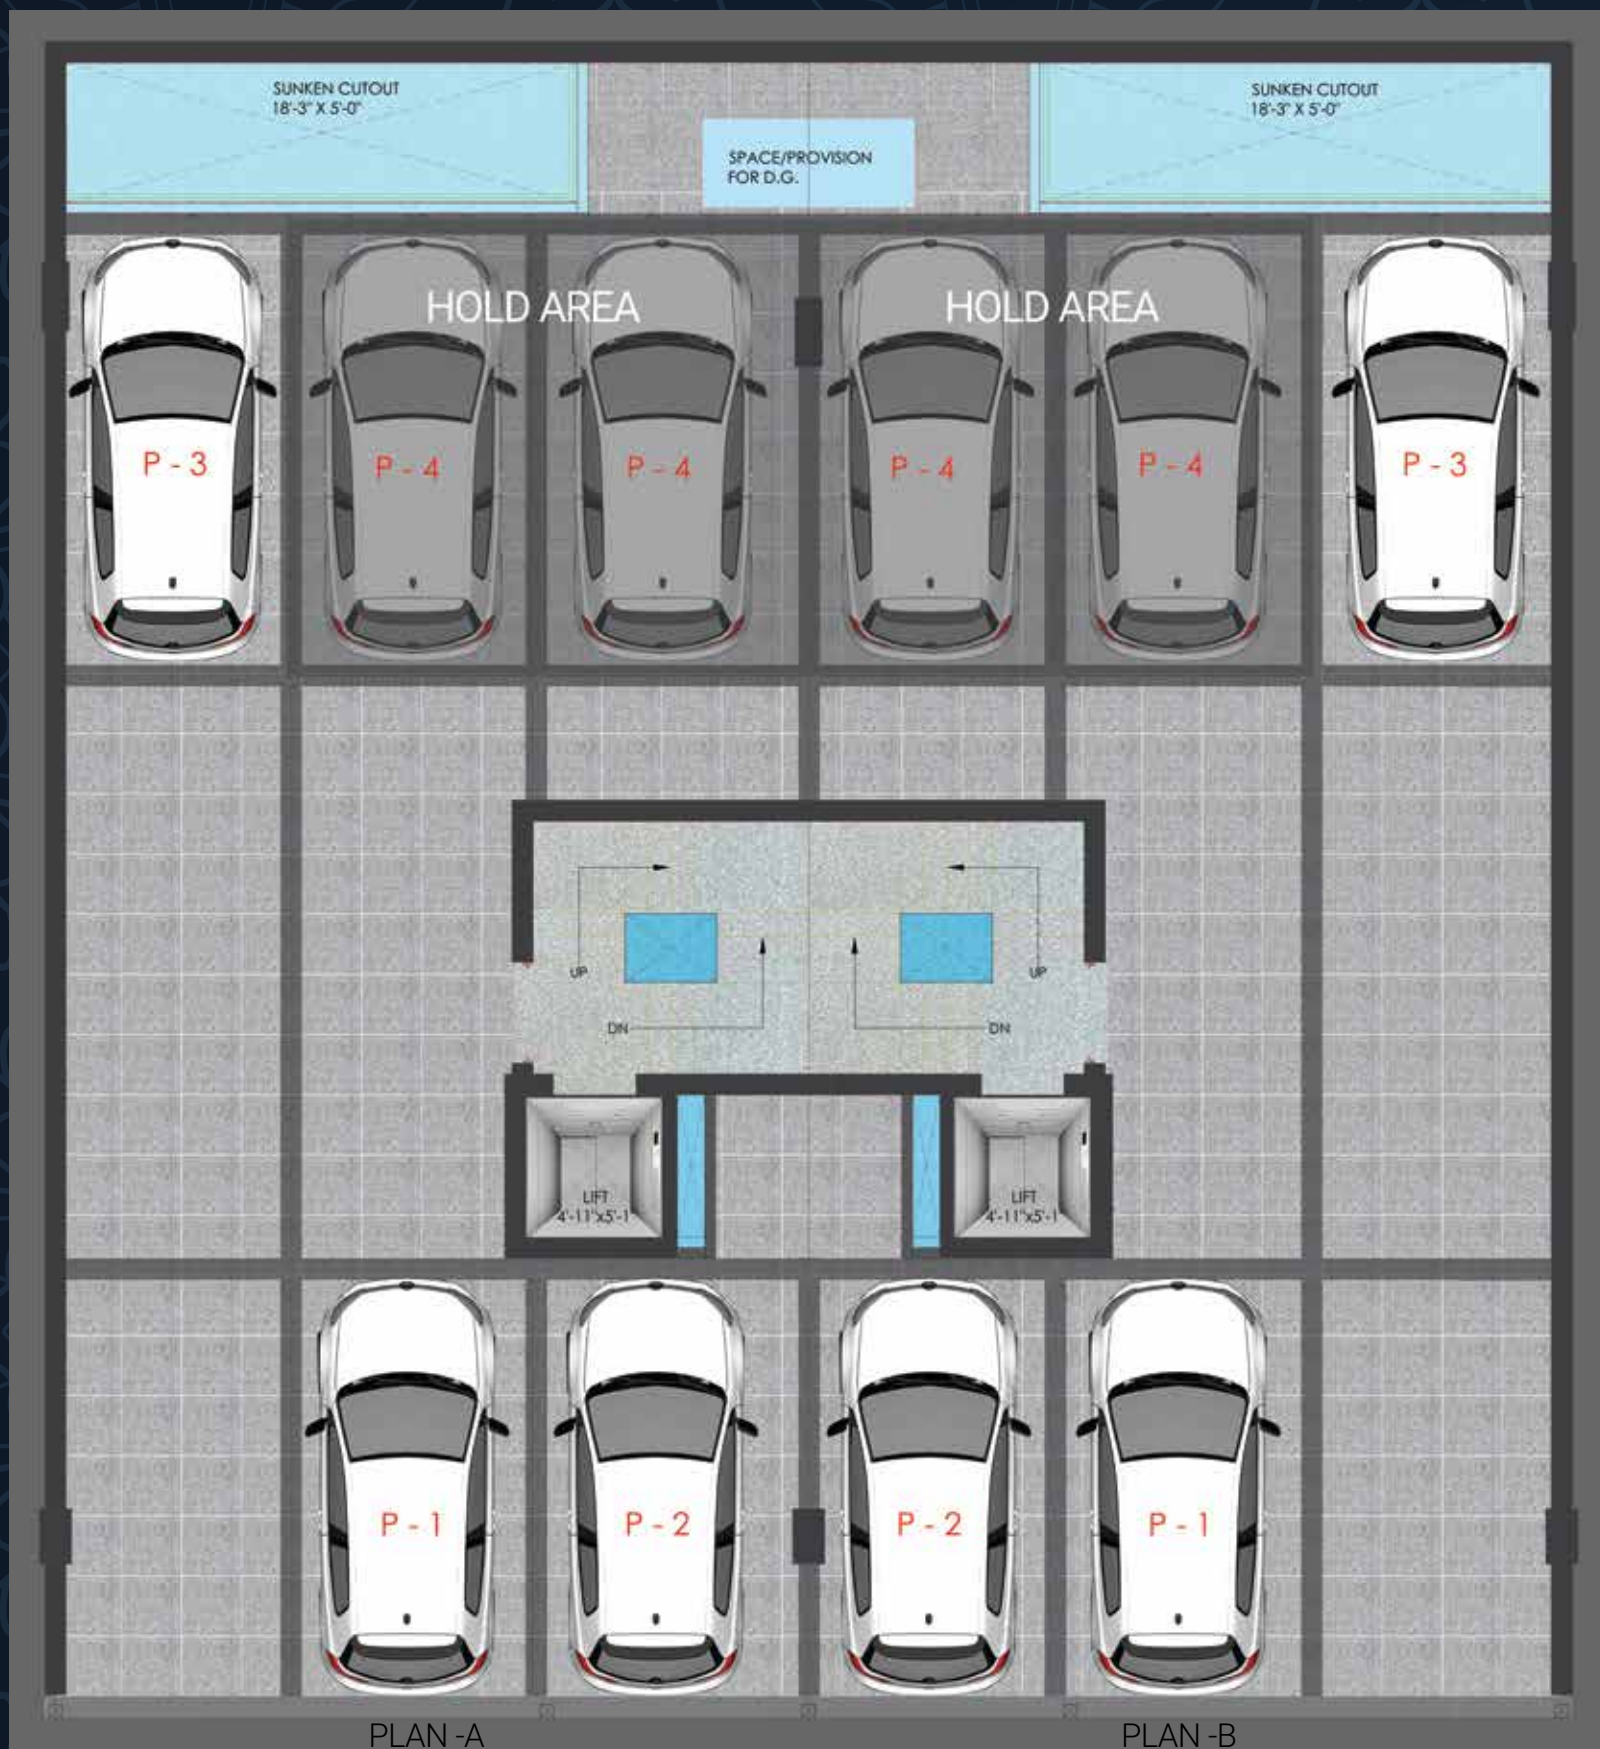 SUNKEN CUTOUT
18'-3" X 5'-0"
SUNKEN CUTOUT
18'-3" X 5'-0"
SPACE/PROVISION
FOR D.G.
HOLD AREA
HOLD AREA
P - 3
P - 4
P - 4
P - 4
P - 4
P - 3
UP
UP
DN
DN
LIFT
4'-11"x5'-1
LIFT
4'-11"x5'-1
P - 1
P - 2
P - 2
P - 1
PLAN -A
PLAN -B